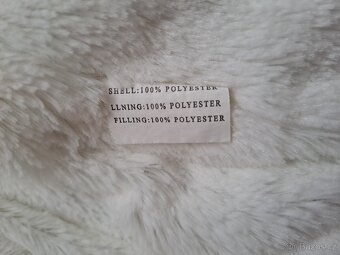 SHELL:100% POLYESTER
LLNING:100% POLYESTER
FILLING:100% POLYESTER